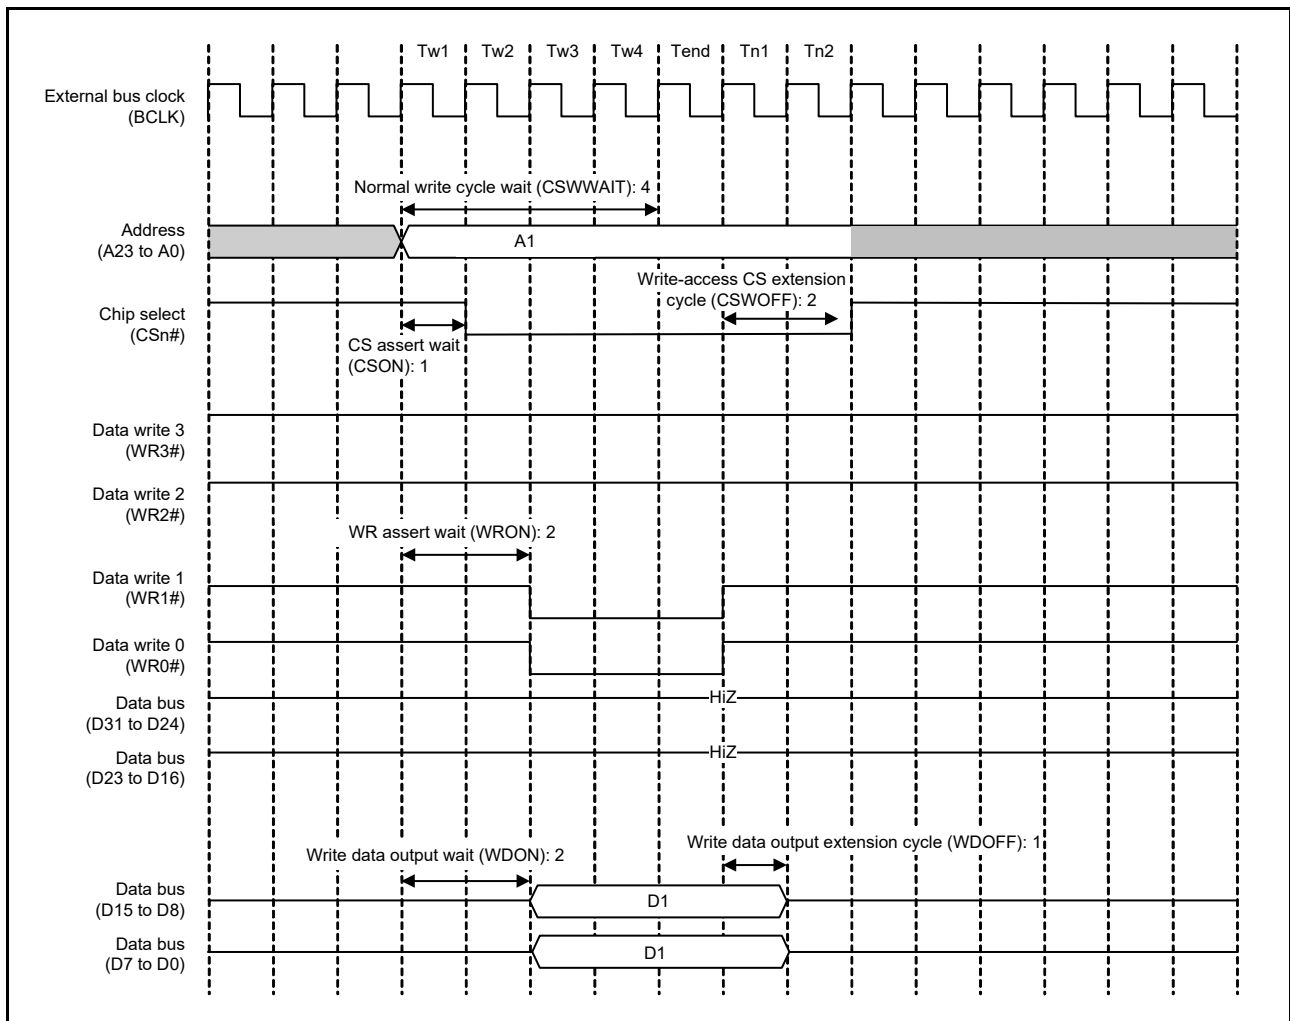 Tw1 Tw2 Tw3 Tw4 Tend Tn1 Tn2
External bus clock
(BCLK)
Normal write cycle wait (CSWWAIT): 4
Address
(A23 to A0)
A1
Write-access CS extension
cycle (CSWOFF): 2
Chip select
(CSn#)
CS assert wait
(CSON): 1
Data write 3
(WR3#)
Data write 2
(WR2#)
WR assert wait (WRON): 2
Data write 1
(WR1#)
Data write 0
(WR0#)
Data bus
(D31 to D24)
HiZ
Data bus
(D23 to D16)
HiZ
Write data output wait (WDON): 2
Write data output extension cycle (WDOFF): 1
Data bus
(D15 to D8)
D1
Data bus
(D7 to D0)
D1